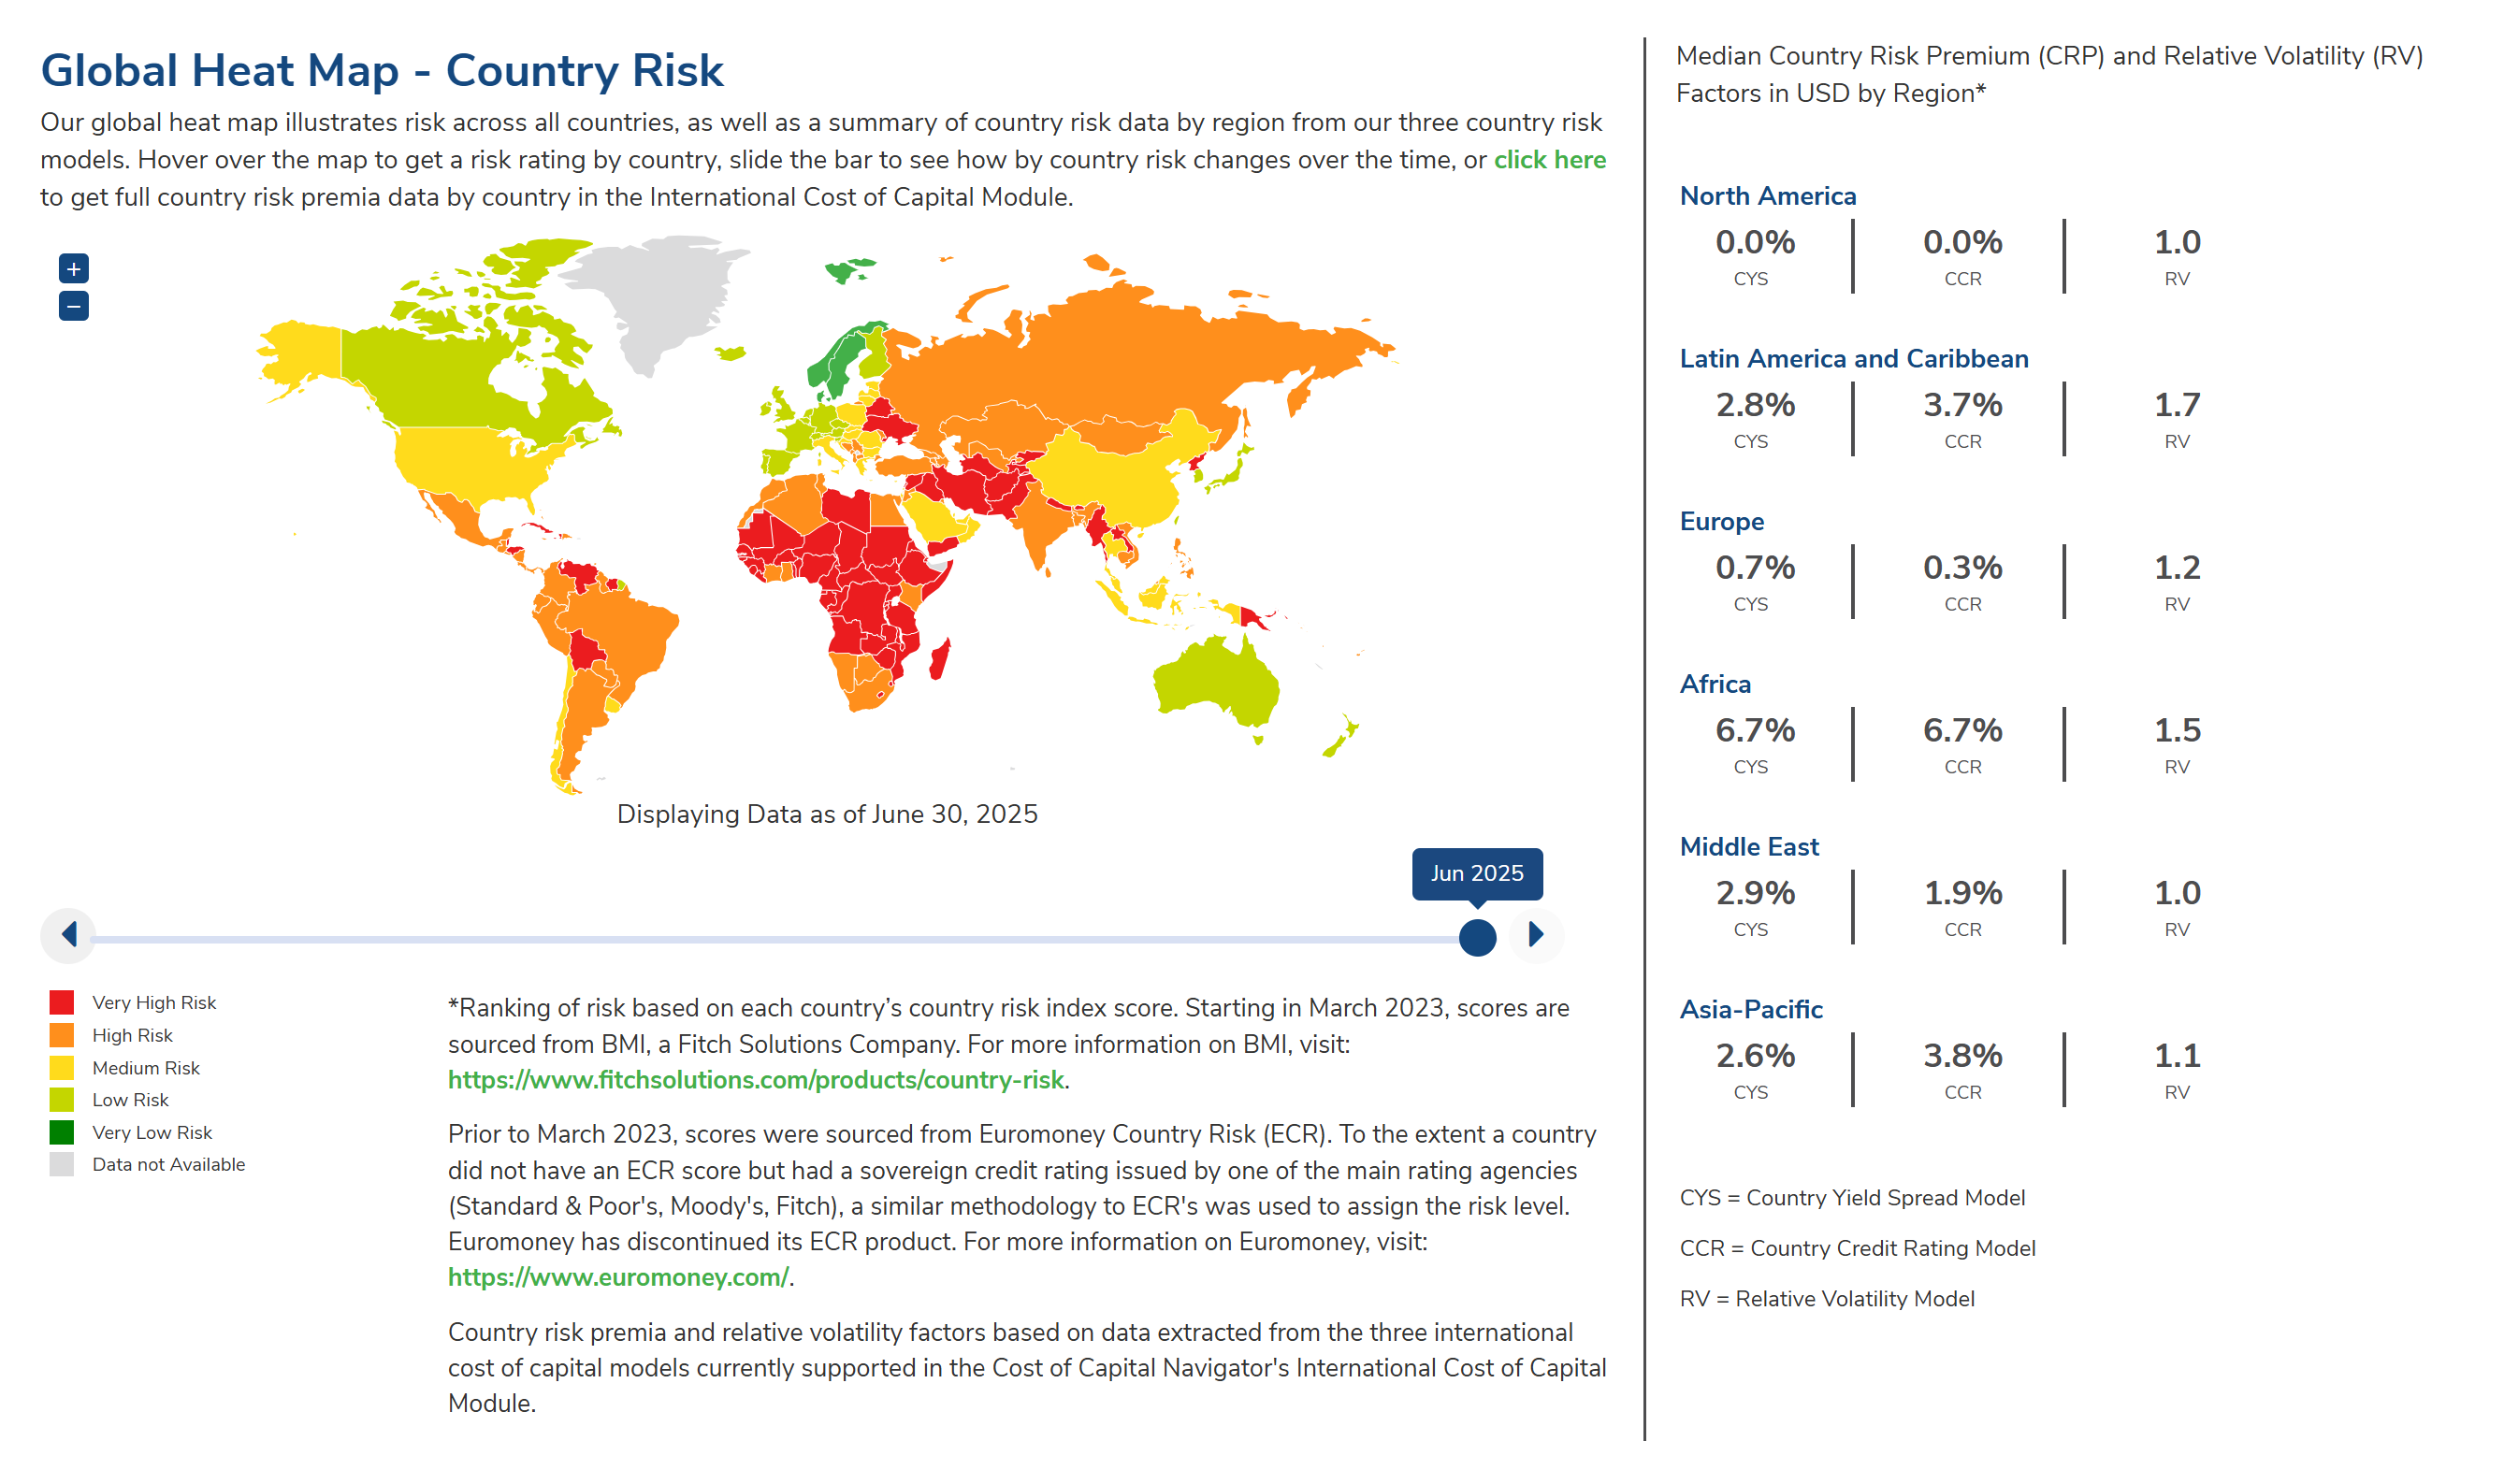 Global Heat Map - Country Risk
Our global heat map illustrates risk across all countries, as well as a summary of country risk data by region from our three country risk
models. Hover over the map to get a risk rating by country, slide the bar to see how by country risk changes over the time, or click here
to get full country risk premia data by country in the International Cost of Capital Module.
+
−
Displaying Data as of June 30, 2025
Jun 2025
Very High Risk
High Risk
Medium Risk
Low Risk
Very Low Risk
Data not Available
*Ranking of risk based on each country’s country risk index score. Starting in March 2023, scores are
sourced from BMI, a Fitch Solutions Company. For more information on BMI, visit:
https://www.fitchsolutions.com/products/country-risk.
Prior to March 2023, scores were sourced from Euromoney Country Risk (ECR). To the extent a country
did not have an ECR score but had a sovereign credit rating issued by one of the main rating agencies
(Standard & Poor's, Moody's, Fitch), a similar methodology to ECR's was used to assign the risk level.
Euromoney has discontinued its ECR product. For more information on Euromoney, visit:
https://www.euromoney.com/.
Country risk premia and relative volatility factors based on data extracted from the three international
cost of capital models currently supported in the Cost of Capital Navigator's International Cost of Capital
Module.
Median Country Risk Premium (CRP) and Relative Volatility (RV)
Factors in USD by Region*
North America
0.0% 0.0% 1.0
CYS CCR RV
Latin America and Caribbean
2.8% 3.7% 1.7
CYS CCR RV
Europe
0.7% 0.3% 1.2
CYS CCR RV
Africa
6.7% 6.7% 1.5
CYS CCR RV
Middle East
2.9% 1.9% 1.0
CYS CCR RV
Asia-Pacific
2.6% 3.8% 1.1
CYS CCR RV
CYS = Country Yield Spread Model
CCR = Country Credit Rating Model
RV = Relative Volatility Model